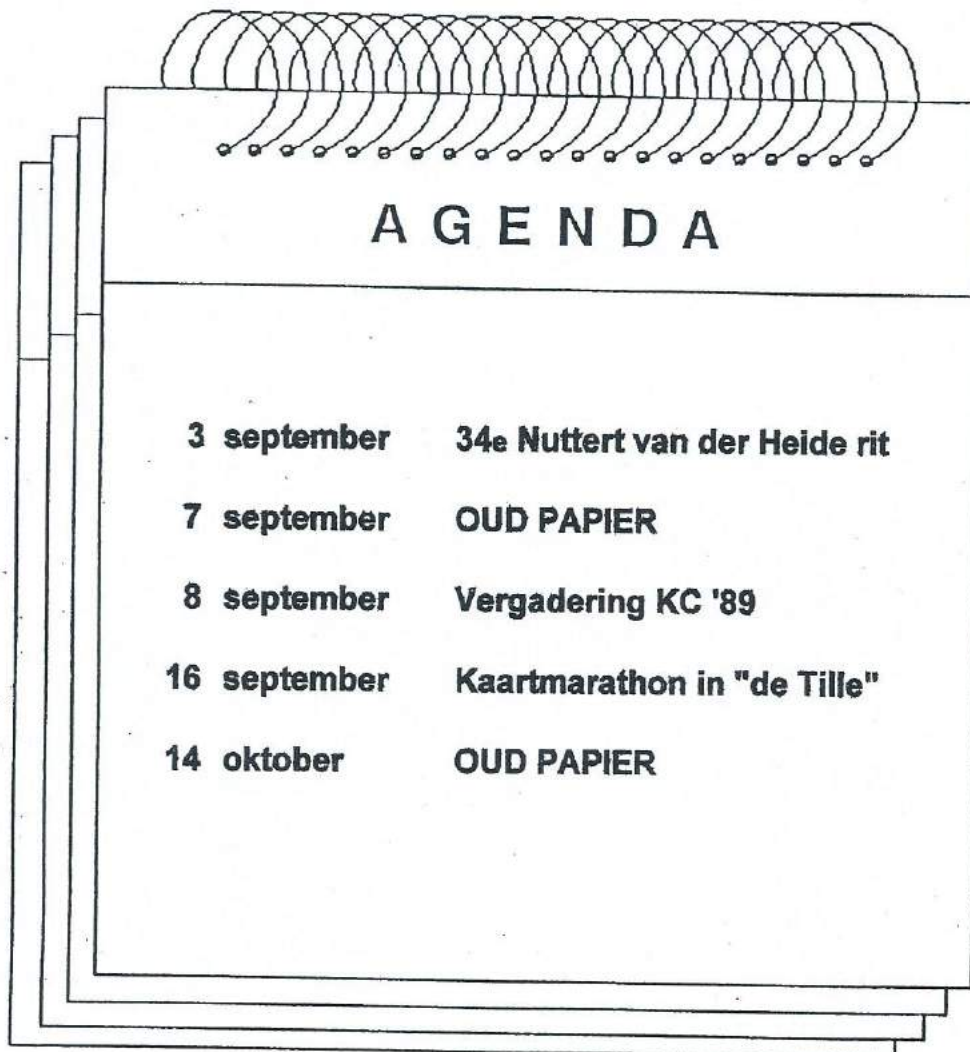 AGENDA
3 september 34e Nuttert van der Heide rit
7 september OUD PAPIER
8 september Vergadering KC '89
16 september Kaartmarathon in "de Tille"
14 oktober OUD PAPIER